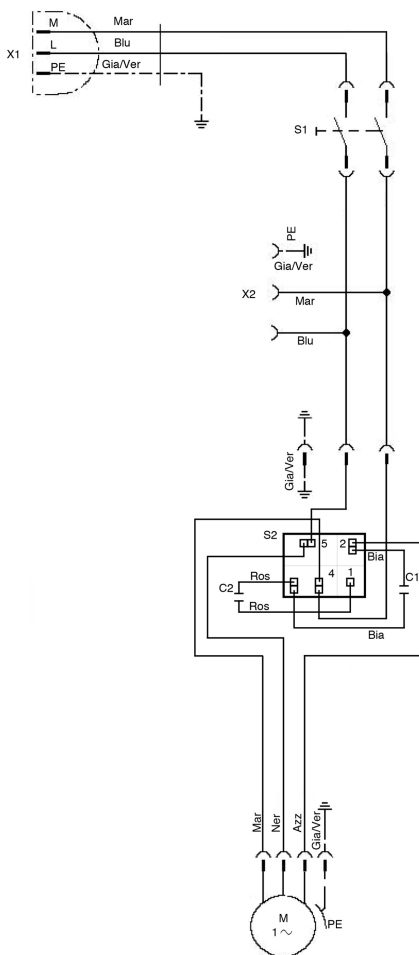 M
Mar
L
Blu
X1
PE
Gia/Ver
S1
PE
Gia/Ver
X2
Mar
Blu
Gia/Ver
S2
5
2
Bia
Ros
4
1
C2
C1
Ros
Bia
Mar
Ner
Azz
Gia/Ver
M
1~
PE